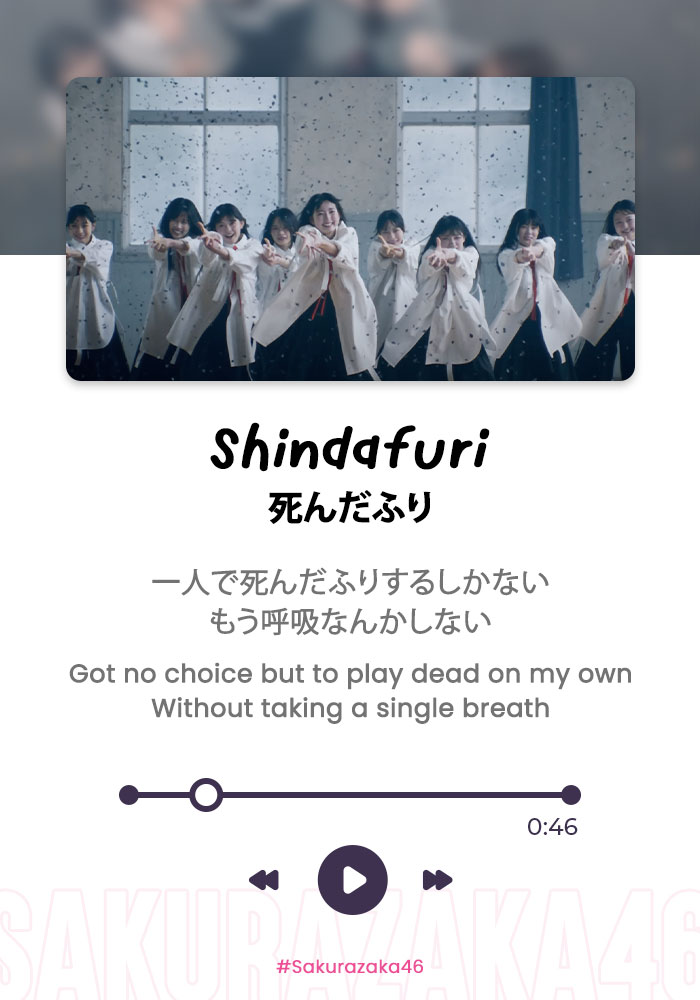 Shindafuri
死んだふり
一人で死んだふりするしかない
もう呼吸なんかしない
Got no choice but to play dead on my own
Without taking a single breath
0:46
SAKURAZAKA46
#Sakurazaka46